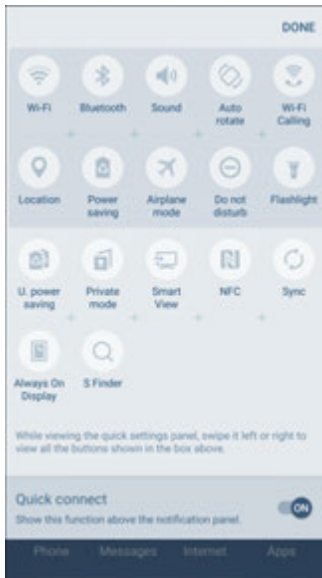 DONE
Wi-Fi Bluetooth Sound Auto rotate Wi-Fi Calling
Location Power saving Airplane mode Do not disturb Flashlight
U. power saving Private mode Smart View NFC Sync
Always On Display S Finder
While viewing the quick settings panel, swipe it left or right to
view all the buttons shown in the box above.
Quick connect
ON
Show this function above the notification panel.
Phone Messages Internet Apps